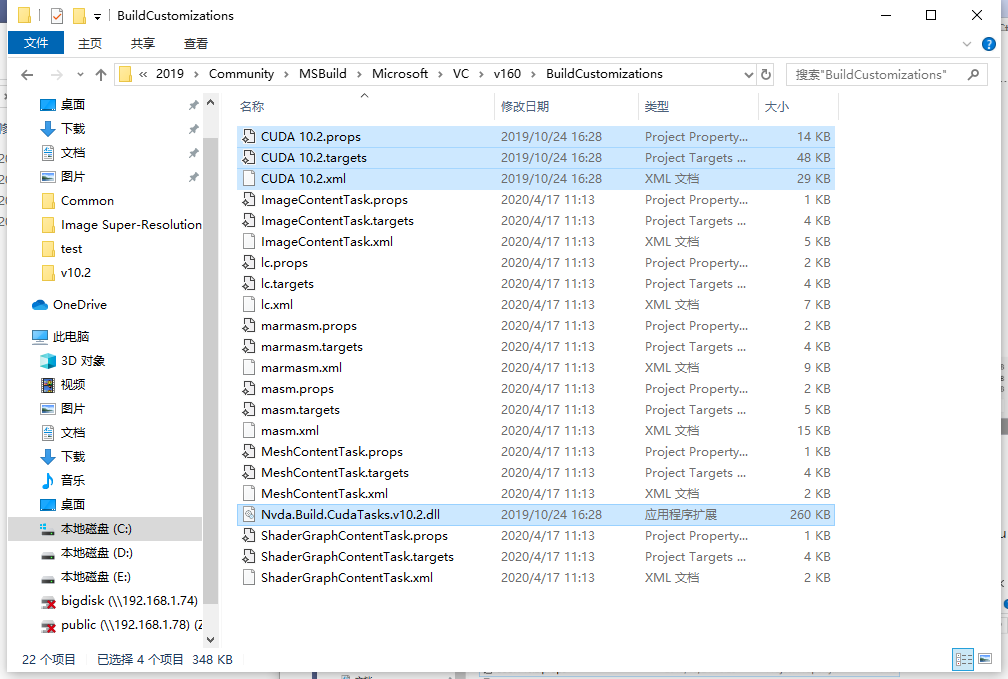 BuildCustomizations
文件 主页 共享 查看
« 2019 › Community › MSBuild › Microsoft › VC › v160 › BuildCustomizations
搜索"BuildCustomizations"
桌面
下载
文档
图片
Common
Image Super-Resolution
test
v10.2
OneDrive
此电脑
3D 对象
视频
图片
文档
下载
音乐
桌面
本地磁盘 (C:)
本地磁盘 (D:)
本地磁盘 (E:)
bigdisk (\\192.168.1.74)
public (\\192.168.1.78) (Z
名称 修改日期 类型 大小
CUDA 10.2.props 2019/10/24 16:28 Project Property... 14 KB
CUDA 10.2.targets 2019/10/24 16:28 Project Targets ... 48 KB
CUDA 10.2.xml 2019/10/24 16:28 XML 文档 29 KB
ImageContentTask.props 2020/4/17 11:13 Project Property... 1 KB
ImageContentTask.targets 2020/4/17 11:13 Project Targets ... 4 KB
ImageContentTask.xml 2020/4/17 11:13 XML 文档 5 KB
lc.props 2020/4/17 11:13 Project Property... 2 KB
lc.targets 2020/4/17 11:13 Project Targets ... 4 KB
lc.xml 2020/4/17 11:13 XML 文档 7 KB
marmasm.props 2020/4/17 11:13 Project Property... 2 KB
marmasm.targets 2020/4/17 11:13 Project Targets ... 4 KB
marmasm.xml 2020/4/17 11:13 XML 文档 9 KB
masm.props 2020/4/17 11:13 Project Property... 2 KB
masm.targets 2020/4/17 11:13 Project Targets ... 5 KB
masm.xml 2020/4/17 11:13 XML 文档 15 KB
MeshContentTask.props 2020/4/17 11:13 Project Property... 1 KB
MeshContentTask.targets 2020/4/17 11:13 Project Targets ... 4 KB
MeshContentTask.xml 2020/4/17 11:13 XML 文档 2 KB
Nvda.Build.CudaTasks.v10.2.dll 2019/10/24 16:28 应用程序扩展 260 KB
ShaderGraphContentTask.props 2020/4/17 11:13 Project Property... 1 KB
ShaderGraphContentTask.targets 2020/4/17 11:13 Project Targets ... 4 KB
ShaderGraphContentTask.xml 2020/4/17 11:13 XML 文档 2 KB
22 个项目 已选择 4 个项目 348 KB